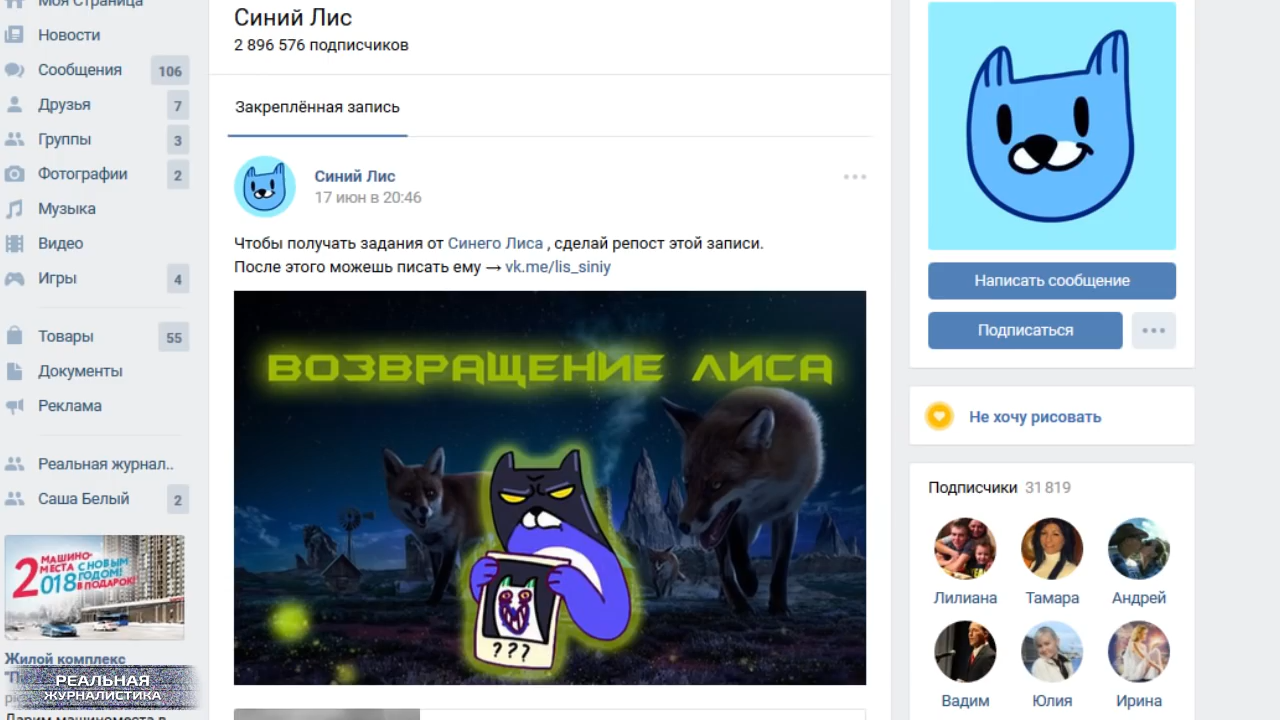 Моя Страница
Новости
Сообщения 106
Друзья 7
Группы 3
Фотографии 2
Музыка
Видео
Игры 4
Товары 55
Документы
Реклама
Реальная журнал..
Саша Белый 2
2 МАШИНО-
МЕСТА С НОВЫМ
2018 ГОДОМ!
В ПОДАРОК!
Жилой комплекс
РЕАЛЬНАЯ
ЖУРНАЛИСТИКА
Дарим машиноместа в
Синий Лис
2 896 576 подписчиков
Закреплённая запись
Синий Лис
17 июн в 20:46
Чтобы получать задания от Синего Лиса , сделай репост этой записи.
После этого можешь писать ему → vk.me/lis_siniy
ВОЗВРАЩЕНИЕ ЛИСА
???
Написать сообщение
Подписаться
Не хочу рисовать
Подписчики 31 819
Лилиана Тамара Андрей
Вадим Юлия Ирина